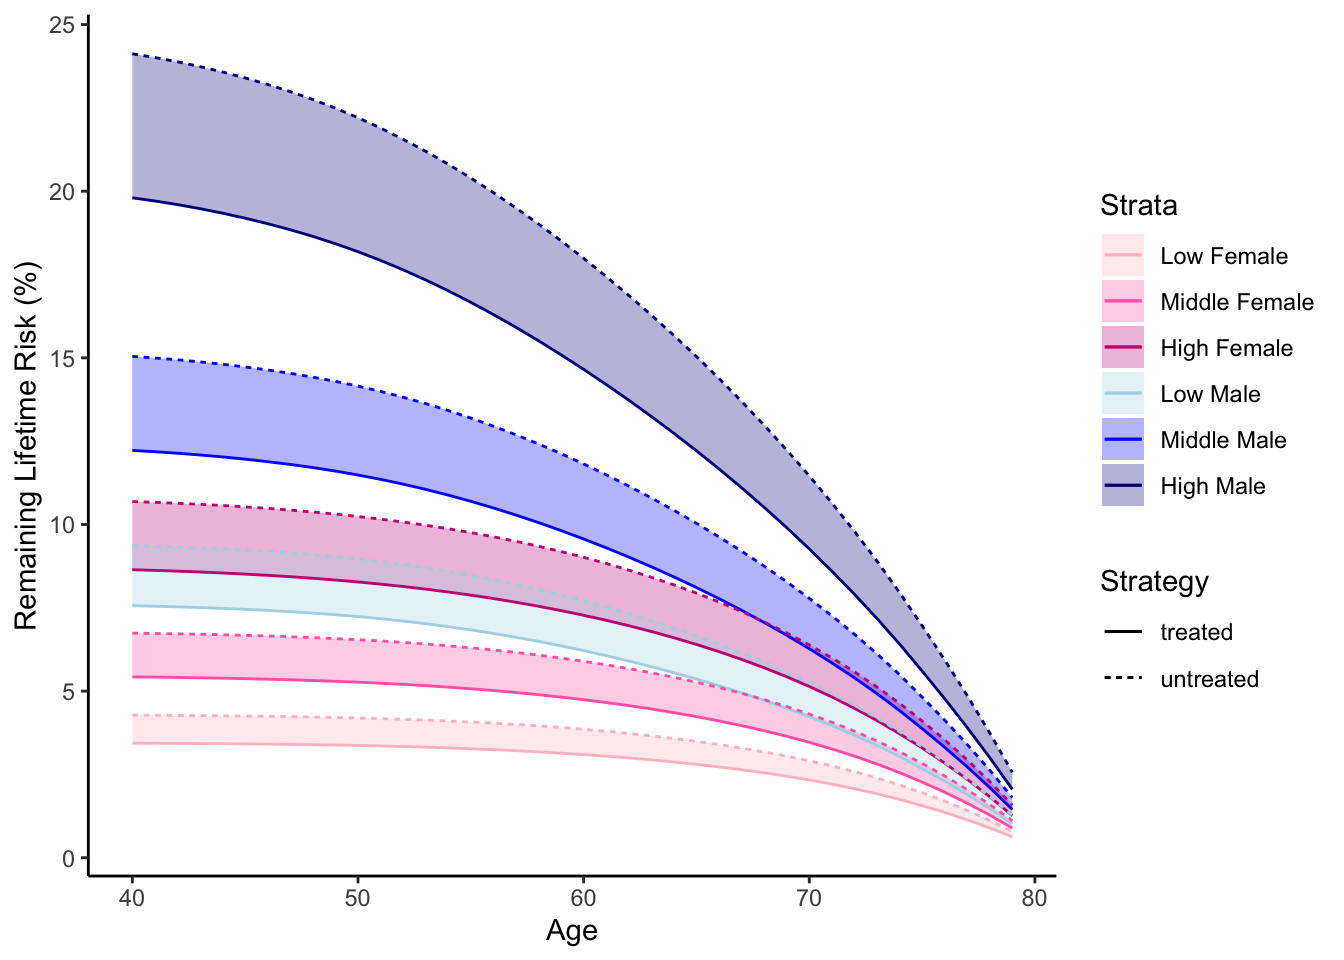 25
20
15
10
5
0
Remaining Lifetime Risk (%)
40 50 60 70 80
Age
Strata
Low Female
Middle Female
High Female
Low Male
Middle Male
High Male
Strategy
treated
untreated